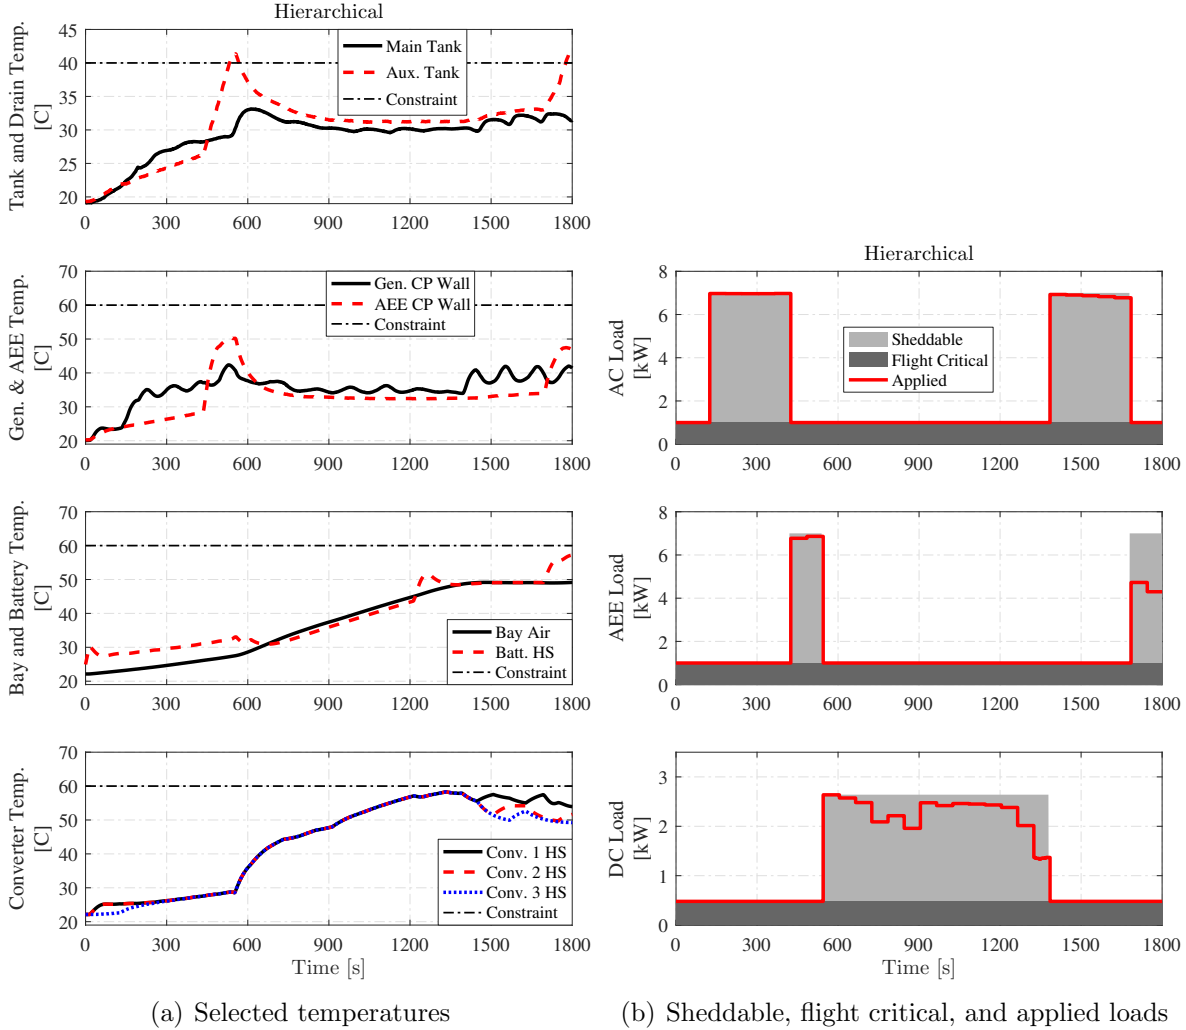 Hierarchical
Tank and Drain Temp.
[C]
45
40
35
30
25
20
Main Tank
Aux. Tank
Constraint
0 300 600 900 1200 1500 1800
Gen. & AEE Temp.
[C]
70
60
50
40
30
20
Gen. CP Wall
AEE CP Wall
Constraint
0 300 600 900 1200 1500 1800
Bay and Battery Temp.
[C]
70
60
50
40
30
20
Bay Air
Batt. HS
Constraint
0 300 600 900 1200 1500 1800
Converter Temp.
[C]
70
60
50
40
30
20
Conv. 1 HS
Conv. 2 HS
Conv. 3 HS
Constraint
0 300 600 900 1200 1500 1800
Time [s]
(a) Selected temperatures
Hierarchical
AC Load
[kW]
8
6
4
2
0
Sheddable
Flight Critical
Applied
0 300 600 900 1200 1500 1800
AEE Load
[kW]
8
6
4
2
0
0 300 600 900 1200 1500 1800
DC Load
[kW]
3
2
1
0
0 300 600 900 1200 1500 1800
Time [s]
(b) Sheddable, flight critical, and applied loads